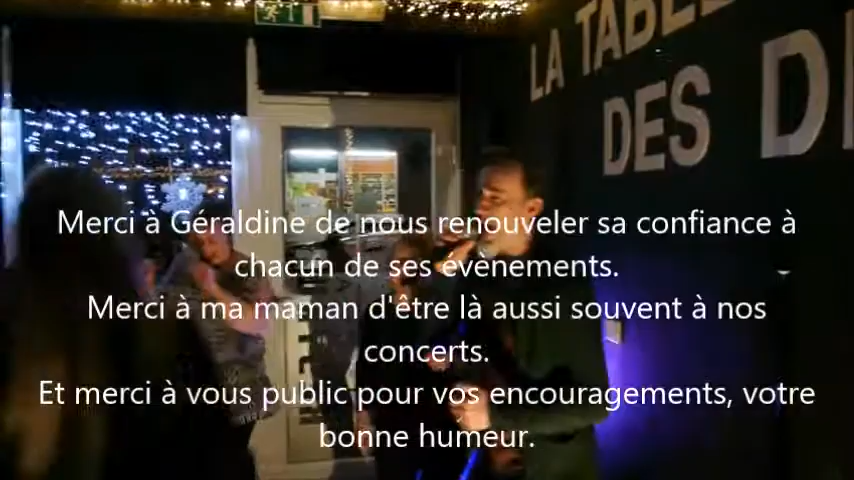 LA TABLE
DES D
Merci à Géraldine de nous renouveler sa confiance à
chacun de ses évènements.
Merci à ma maman d'être là aussi souvent à nos
concerts.
Et merci à vous public pour vos encouragements, votre
bonne humeur.